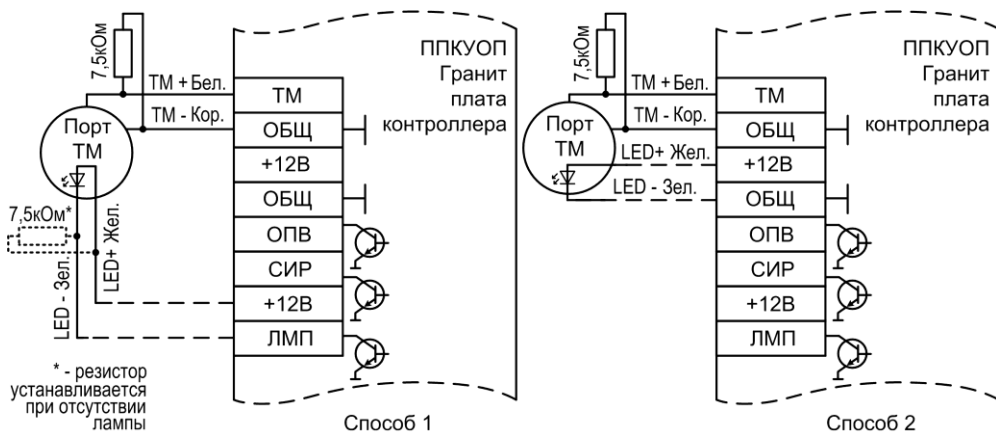 7,5кОм
ТМ + Бел.
ТМ - Кор.
Порт
ТМ
7,5кОм*
LED - Зел.
LED+ Жел.
* - резистор
устанавливается
при отсутствии
лампы
ППКУОП
Гранит
плата
контроллера
ТМ
ОБЩ
+12В
ОБЩ
ОПВ
СИР
+12В
ЛМП
Способ 1
7,5кОм
ТМ + Бел.
ТМ - Кор.
Порт
ТМ
LED+ Жел.
LED - Зел.
ППКУОП
Гранит
плата
контроллера
ТМ
ОБЩ
+12В
ОБЩ
ОПВ
СИР
+12В
ЛМП
Способ 2